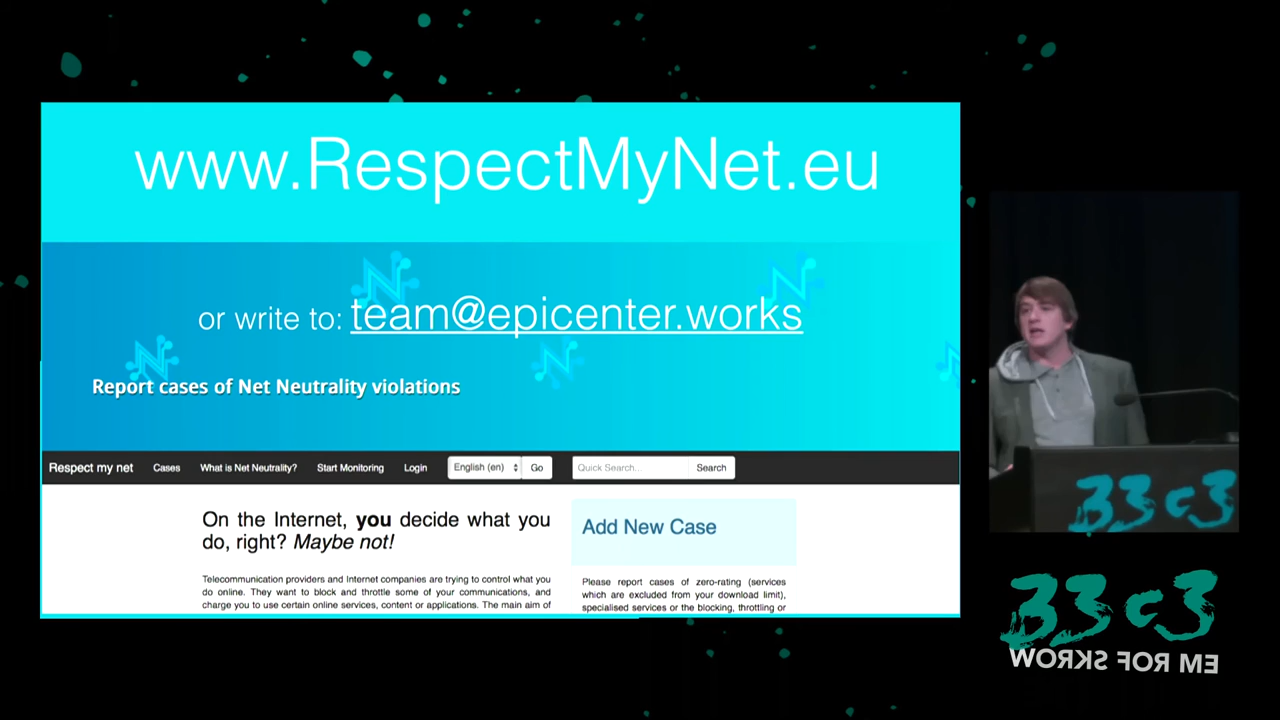 www.RespectMyNet.eu
or write to: team@epicenter.works
Report cases of Net Neutrality violations
Respect my net Cases What is Net Neutrality? Start Monitoring Login English (en) Go Quick Search... Search
On the Internet, you decide what you
do, right? Maybe not!
Telecommunication providers and Internet companies are trying to control what you
do online. They want to block and throttle some of your communications, and
charge you to use certain online services, content or applications. The main aim of
Add New Case
Please report cases of zero-rating (services
which are excluded from your download limit),
specialised services or the blocking, throttling or
33c3
33c3
WORKS FOR ME